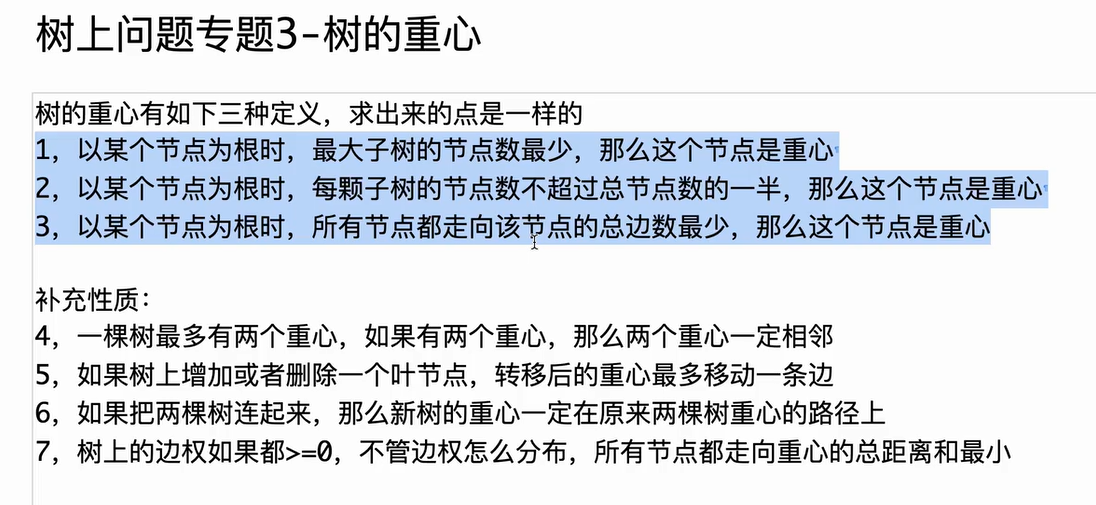 树上问题专题3-树的重心
树的重心有如下三种定义，求出来的点是一样的
1，以某个节点为根时，最大子树的节点数最少，那么这个节点是重心
2，以某个节点为根时，每颗子树的节点数不超过总节点数的一半，那么这个节点是重心
3，以某个节点为根时，所有节点都走向该节点的总边数最少，那么这个节点是重心
补充性质：
4，一棵树最多有两个重心，如果有两个重心，那么两个重心一定相邻
5，如果树上增加或者删除一个叶节点，转移后的重心最多移动一条边
6，如果把两棵树连起来，那么新树的重心一定在原来两棵树重心的路径上
7，树上的边权如果都>=0，不管边权怎么分布，所有节点都走向重心的总距离和最小